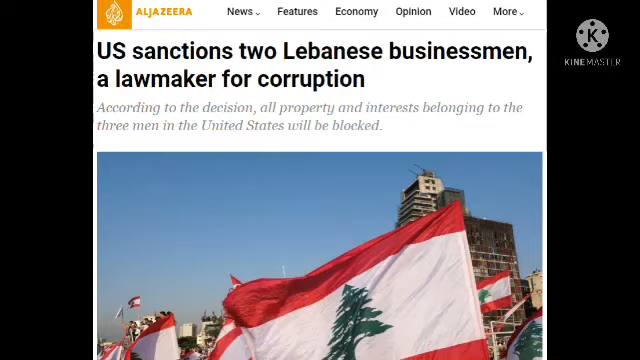 ALJAZEERA
News Features Economy Opinion Video More
US sanctions two Lebanese businessmen,
a lawmaker for corruption
According to the decision, all property and interests belonging to the
three men in the United States will be blocked.
KINEMASTER